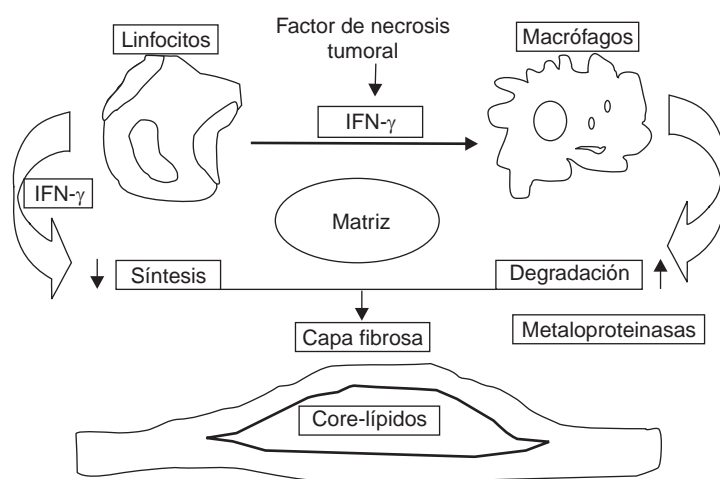 Linfocitos
Factor de necrosis
tumoral
Macrófagos
IFN-γ
IFN-γ
Matriz
Síntesis
Degradación
Capa fibrosa
Metaloproteinasas
Core-lípidos